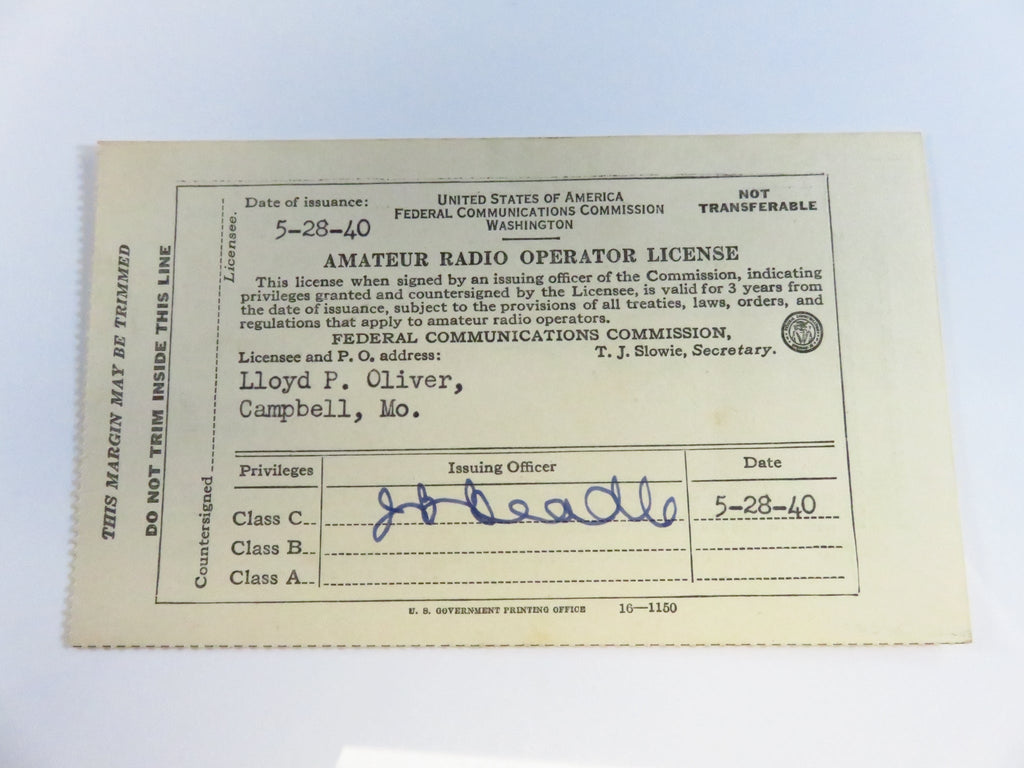 THIS MARGIN MAY BE TRIMMED
DO NOT TRIM INSIDE THIS LINE
Countersigned
Licensee.
Date of issuance:
5-28-40
UNITED STATES OF AMERICA
FEDERAL COMMUNICATIONS COMMISSION
WASHINGTON
NOT
TRANSFERABLE
AMATEUR RADIO OPERATOR LICENSE
This license when signed by an issuing officer of the Commission, indicating
privileges granted and countersigned by the Licensee, is valid for 3 years from
the date of issuance, subject to the provisions of all treaties, laws, orders, and
regulations that apply to amateur radio operators.
FEDERAL COMMUNICATIONS COMMISSION,
Licensee and P. O. address:
T. J. Slowie, Secretary.
Lloyd P. Oliver,
Campbell, Mo.
Privileges
Issuing Officer
Date
Class C
5-28-40
Class B
Class A
U. S. GOVERNMENT PRINTING OFFICE 16—1150